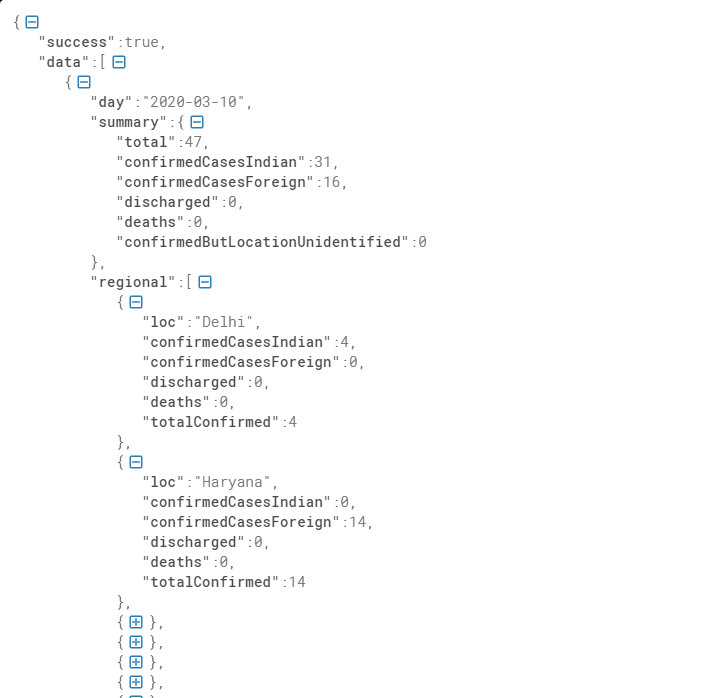 {
"success":true,
"data":[
{
"day":"2020-03-10",
"summary":{
"total":47,
"confirmedCasesIndian":31,
"confirmedCasesForeign":16,
"discharged":0,
"deaths":0,
"confirmedButLocationUnidentified":0
},
"regional":[
{
"loc":"Delhi",
"confirmedCasesIndian":4,
"confirmedCasesForeign":0,
"discharged":0,
"deaths":0,
"totalConfirmed":4
},
{
"loc":"Haryana",
"confirmedCasesIndian":0,
"confirmedCasesForeign":14,
"discharged":0,
"deaths":0,
"totalConfirmed":14
},
{ },
{ },
{ },
{ },